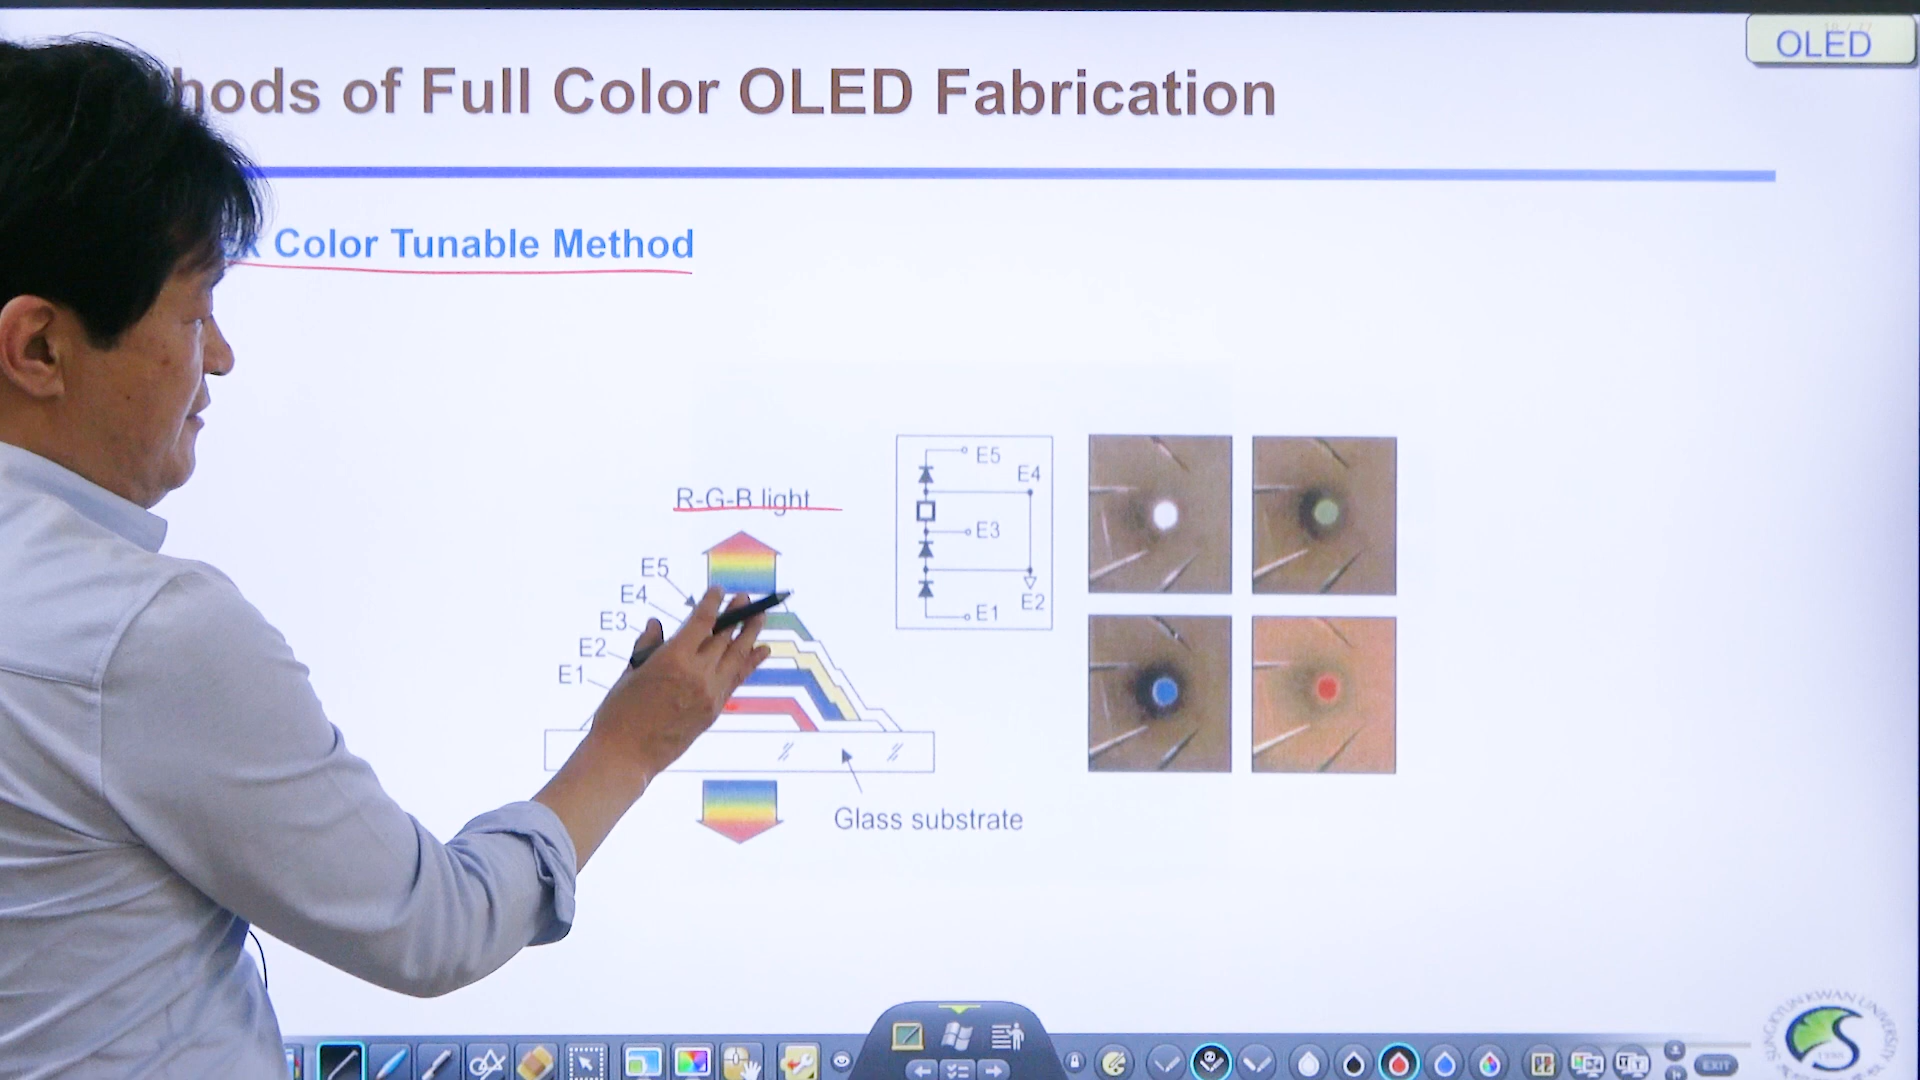 OLED
hods of Full Color OLED Fabrication
Color Tunable Method
R-G-B light
E5
E4
E3
E2
E1
Glass substrate
E5
E4
E3
E2
E1
EXIT